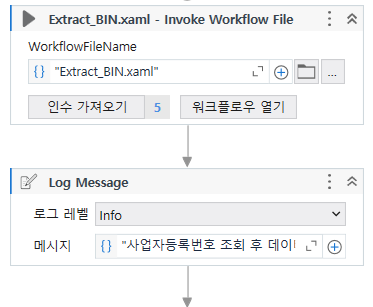 Extract_BIN.xaml - Invoke Workflow File
WorkflowFileName
{} "Extract_BIN.xaml"
...
인수 가져오기 5
워크플로우 열기
Log Message
로그 레벨 Info
메시지 {} "사업자등록번호 조회 후